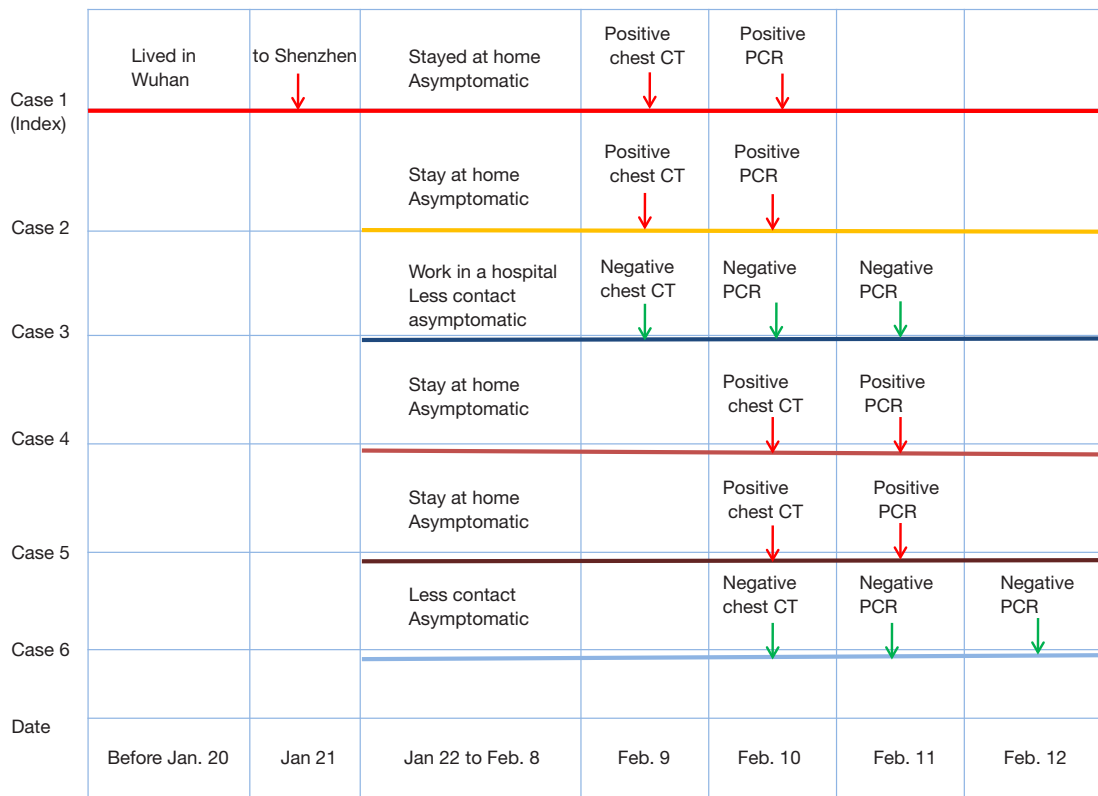 Lived in
Wuhan
to Shenzhen
Stayed at home
Asymptomatic
Positive
chest CT
Positive
PCR
Case 1
(Index)
Stay at home
Asymptomatic
Positive
chest CT
Positive
PCR
Case 2
Work in a hospital
Less contact
asymptomatic
Negative
chest CT
Negative
PCR
Negative
PCR
Case 3
Stay at home
Asymptomatic
Positive
chest CT
Positive
PCR
Case 4
Stay at home
Asymptomatic
Positive
chest CT
Positive
PCR
Case 5
Less contact
Asymptomatic
Negative
chest CT
Negative
PCR
Negative
PCR
Case 6
Date
Before Jan. 20
Jan 21
Jan 22 to Feb. 8
Feb. 9
Feb. 10
Feb. 11
Feb. 12